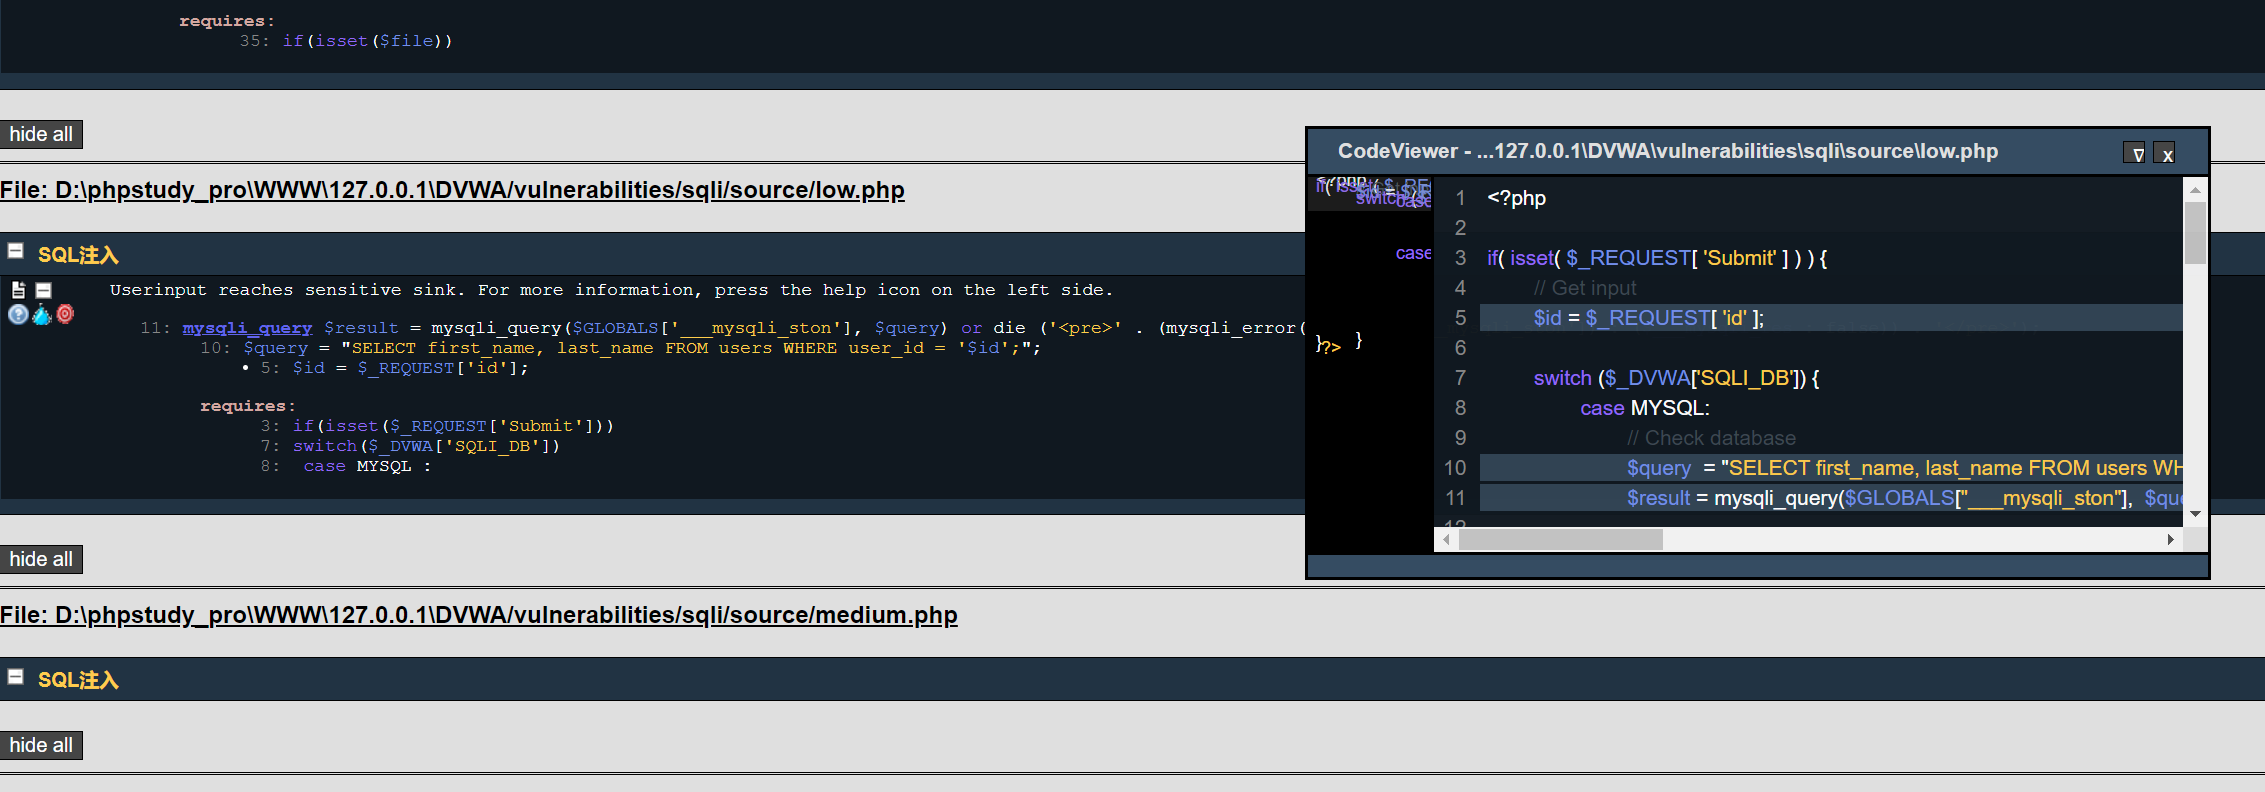 requires:
35: if(isset($file))
hide all
File: D:\phpstudy_pro\WWW\127.0.0.1\DVWA/vulnerabilities/sqli/source/low.php
SQL注入
Userinput reaches sensitive sink. For more information, press the help icon on the left side.
11: mysqli_query $result = mysqli_query($GLOBALS['___mysqli_ston'], $query) or die ('<pre>' . (mysqli_error(
10: $query = "SELECT first_name, last_name FROM users WHERE user_id = '$id';";
• 5: $id = $_REQUEST['id'];
requires:
3: if(isset($_REQUEST['Submit']))
7: switch($_DVWA['SQLI_DB'])
8: case MYSQL :
CodeViewer - ...127.0.0.1\DVWA\vulnerabilities\sqli\source\low.php
∇ x
case
}?> }
1 <?php
2
3 if( isset( $_REQUEST[ 'Submit' ] ) ) {
4 // Get input
5 $id = $_REQUEST[ 'id' ];
6
7 switch ($_DVWA['SQLI_DB']) {
8 case MYSQL:
9 // Check database
10 $query = "SELECT first_name, last_name FROM users WH
11 $result = mysqli_query($GLOBALS["___mysqli_ston"], $que
12
hide all
File: D:\phpstudy_pro\WWW\127.0.0.1\DVWA/vulnerabilities/sqli/source/medium.php
SQL注入
hide all